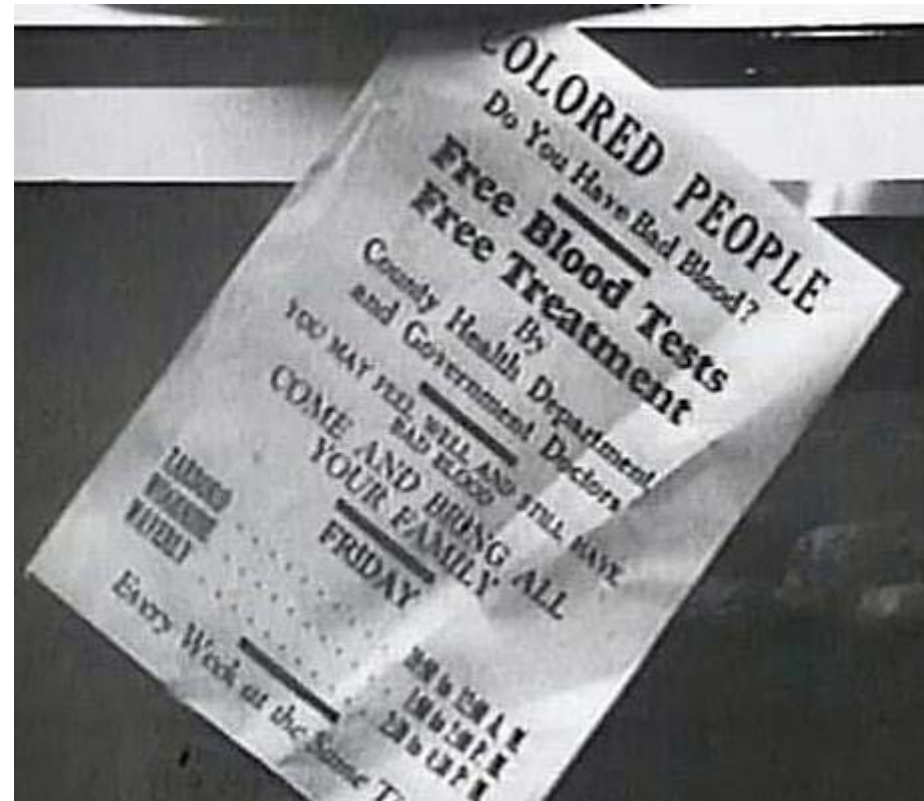 COLORED PEOPLE
Do You Have Bad Blood?
Free Blood Tests
Free Treatment
By
County Health Department
and Government Doctors
YOU MAY FEEL WELL AND STILL HAVE
BAD BLOOD
COME AND BRING ALL
YOUR FAMILY
FRIDAY
WAVERLY
Every Week at the Same